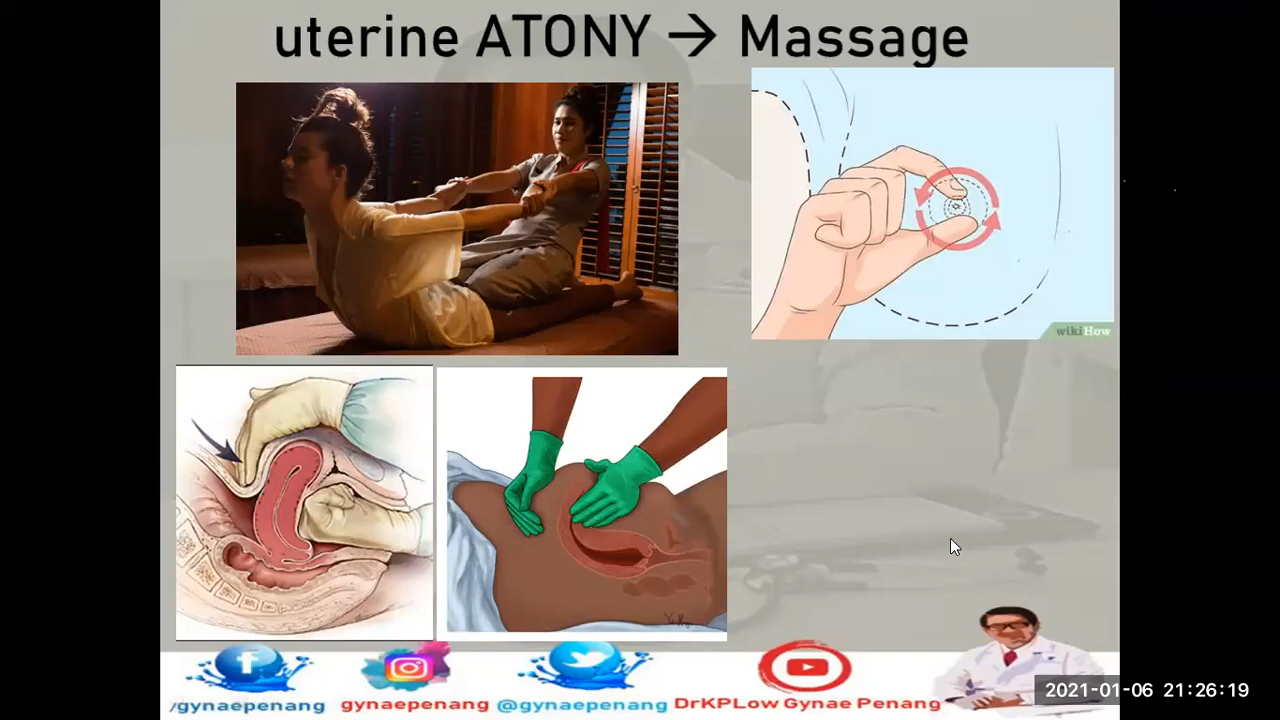 uterine ATONY → Massage
wikiHow
/gynaepenang
gynaepenang
@gynaepenang
DrKPLow Gynae Penang
2021-01-06 21:26:19